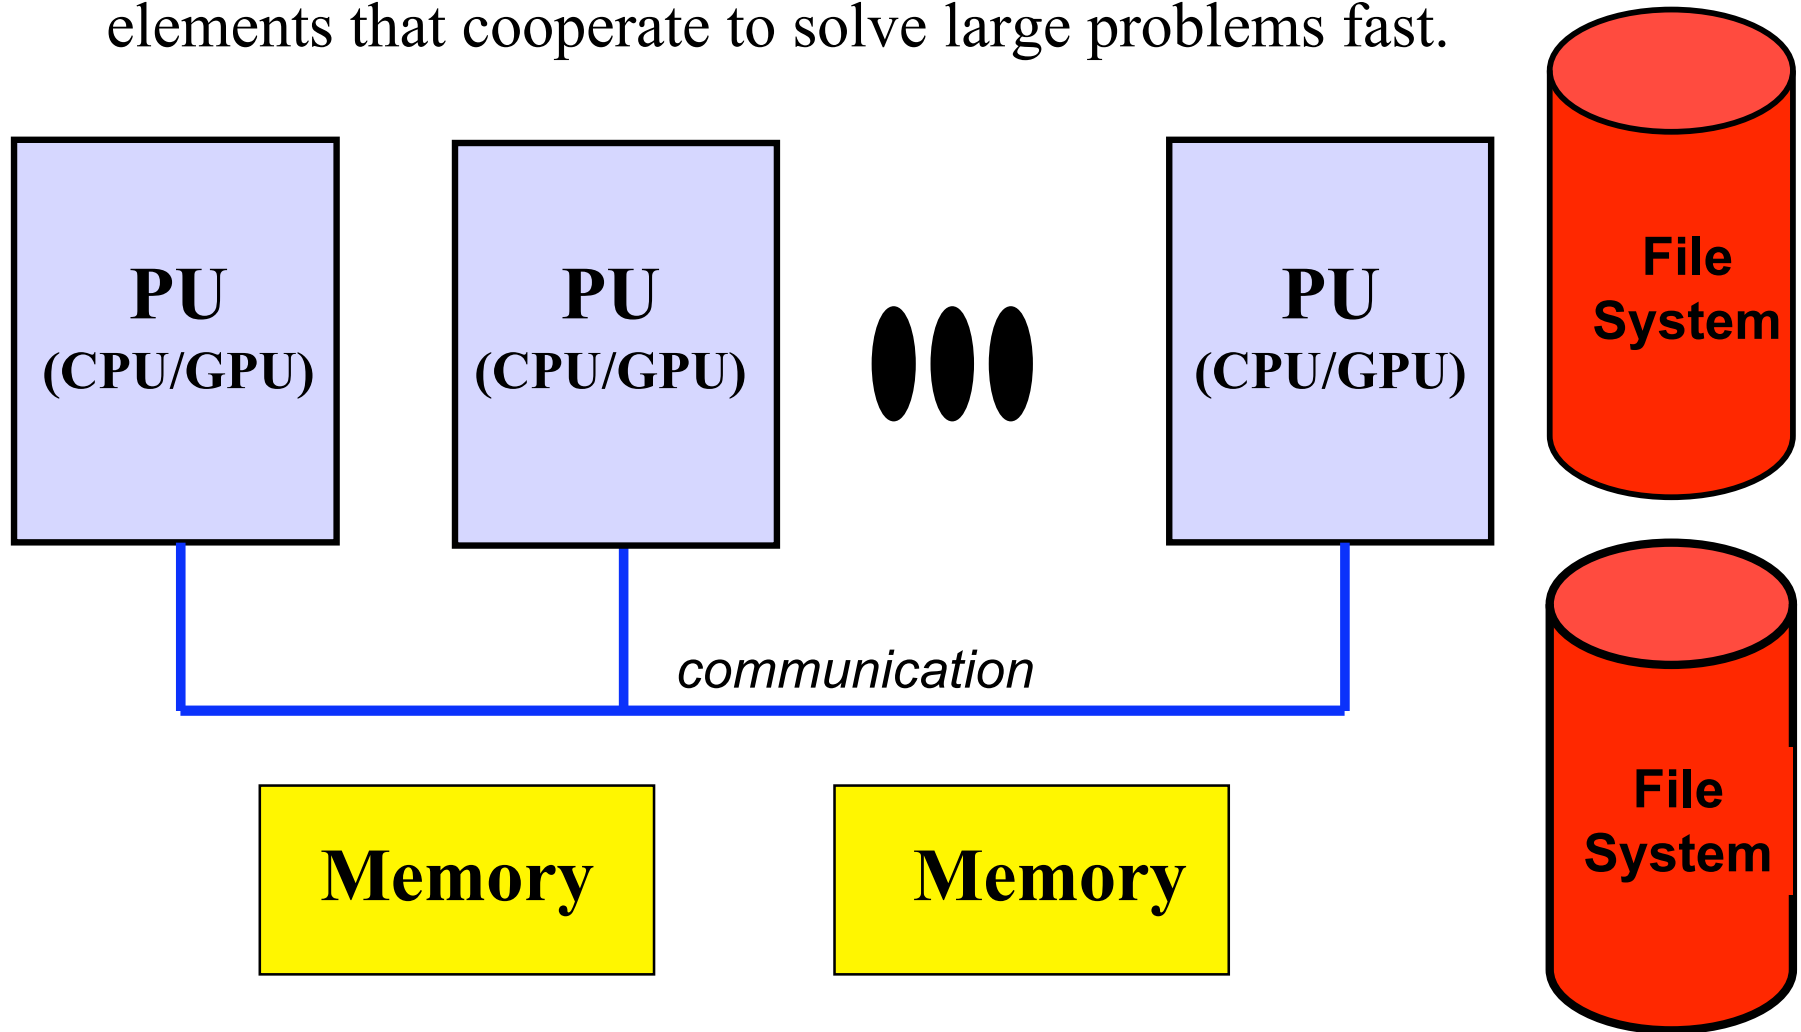 elements that cooperate to solve large problems fast.
PU
(CPU/GPU)
PU
(CPU/GPU)
PU
(CPU/GPU)
File
System
communication
Memory
Memory
File
System